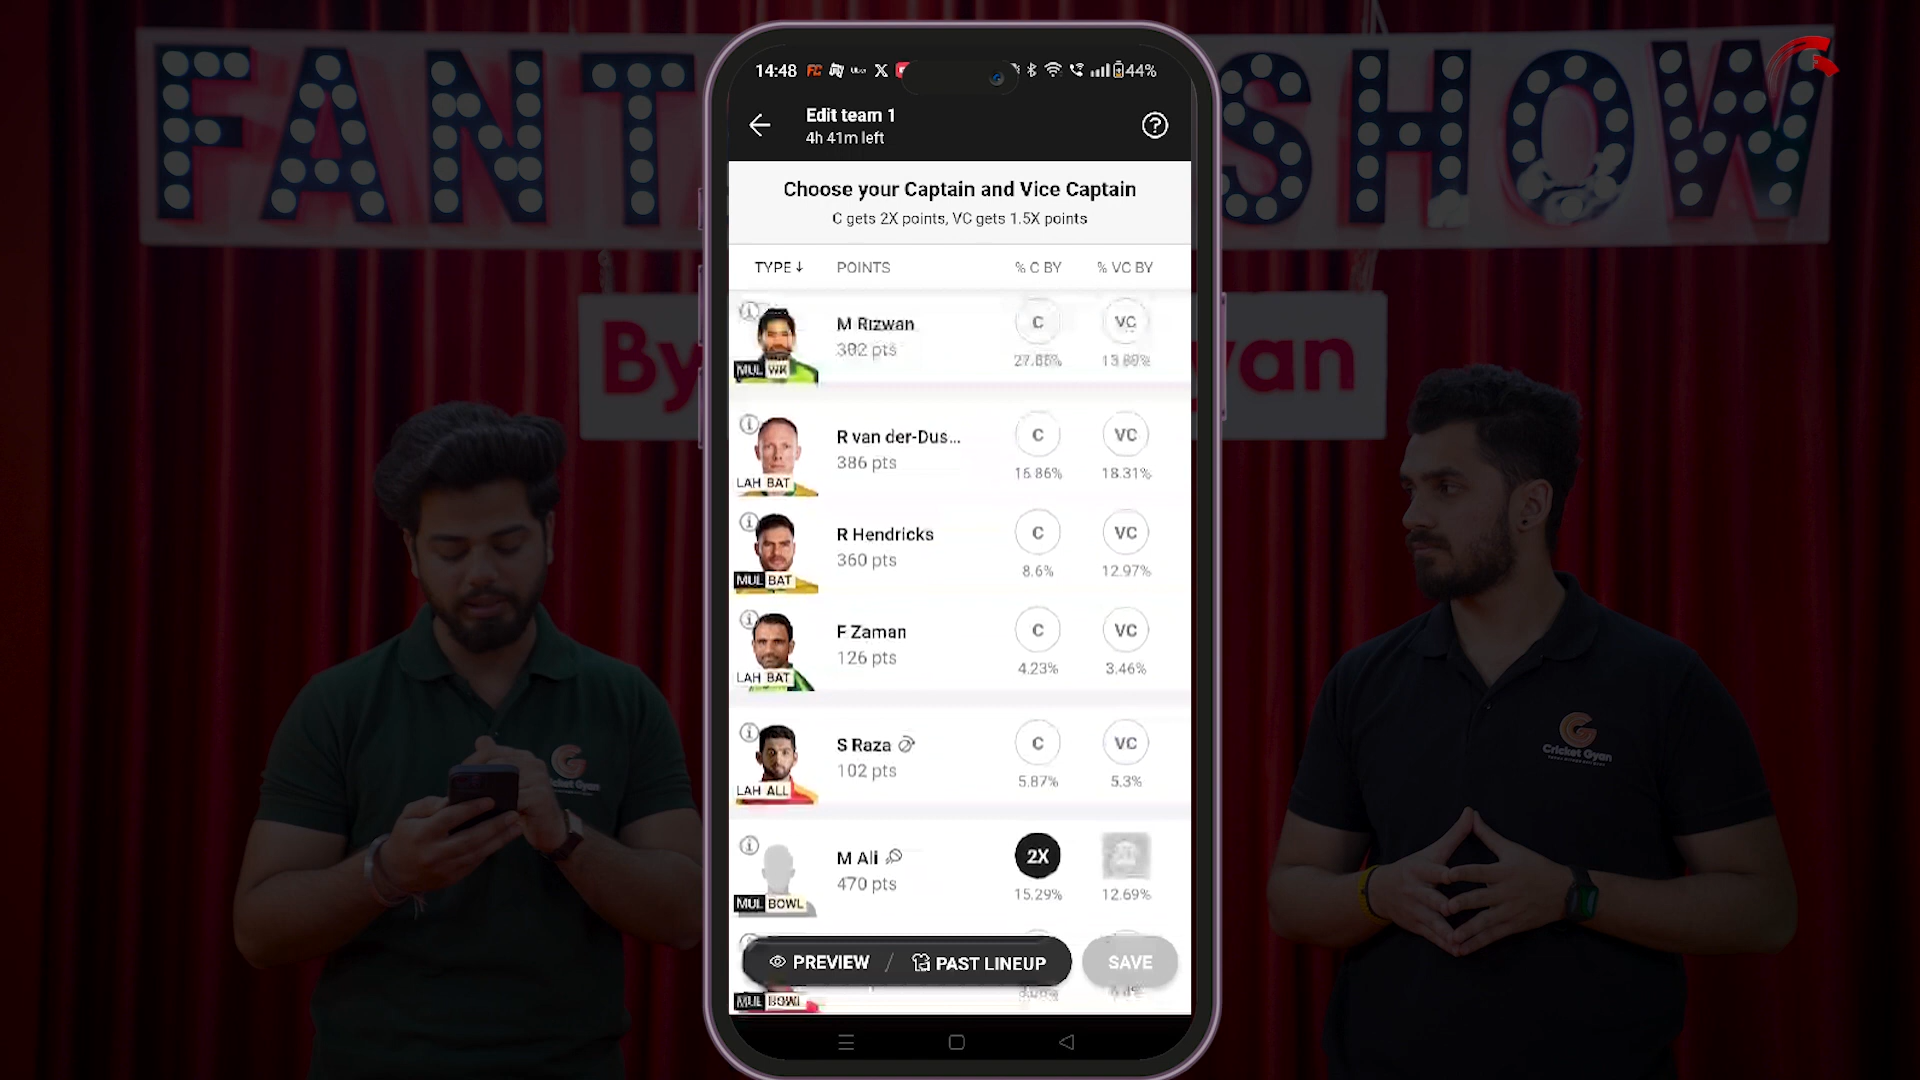 FANT SHOW
By yan
14:48 44%
Edit team 1
4h 41m left
Choose your Captain and Vice Captain
C gets 2X points, VC gets 1.5X points
TYPE↓ POINTS % C BY % VC BY
M Rizwan C VC
MUL WK
R van der-Dus... C VC
386 pts 16.86% 18.31%
LAH BAT
R Hendricks C VC
360 pts 8.6% 12.97%
MUL BAT
F Zaman C VC
126 pts 4.23% 3.46%
LAH BAT
S Raza C VC
102 pts 5.87% 5.3%
LAH ALL
M Ali 2X
470 pts 15.29% 12.69%
MUL BOWL
PREVIEW / PAST LINEUP SAVE
MUL BOWL
Cricket Gyan